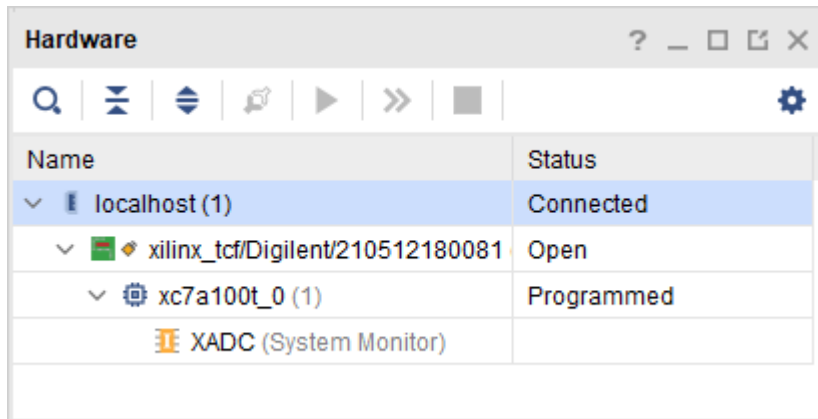 Hardware
Name Status
localhost (1) Connected
xilinx_tcf/Digilent/210512180081 Open
xc7a100t_0 (1) Programmed
XADC (System Monitor)